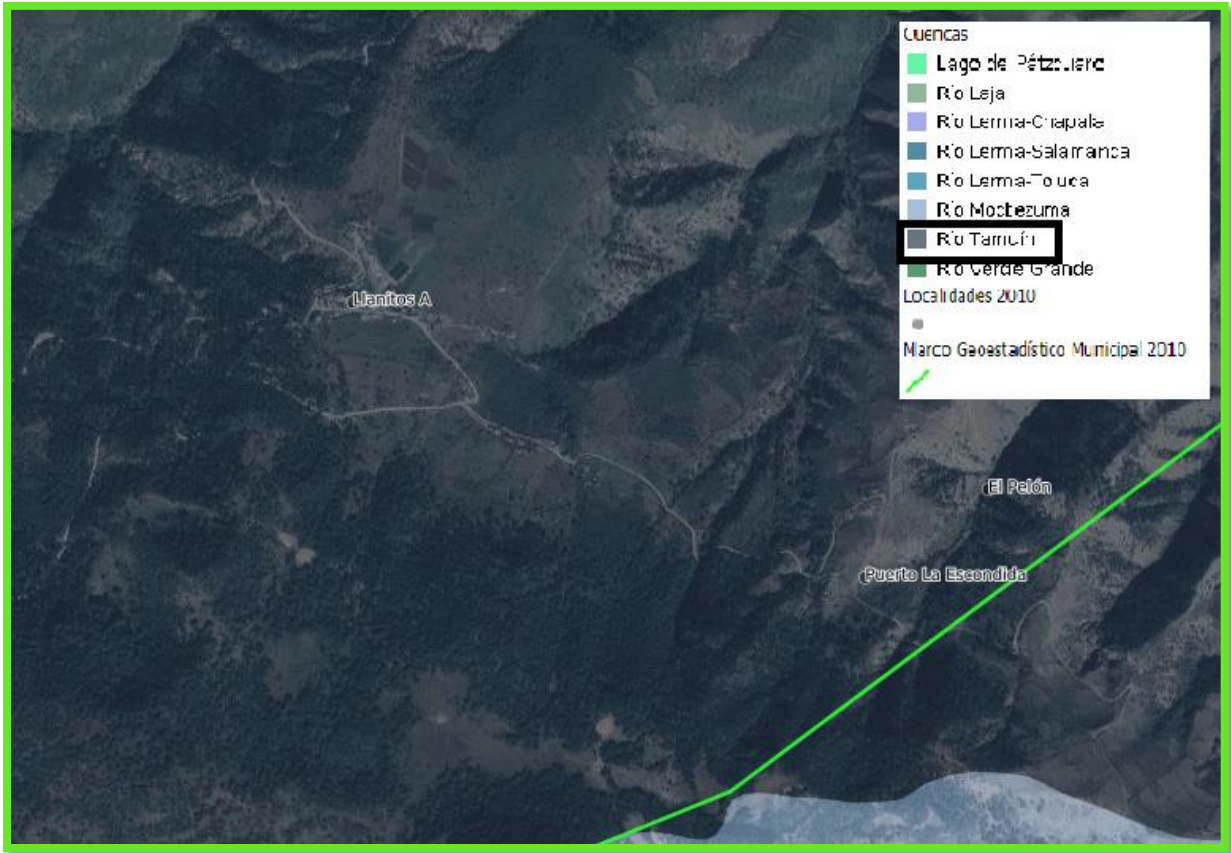 Cuencas
Lago de Pátzcuaro
Río Laja
Río Lerma-Chapala
Río Lerma-Salamanca
Río Lerma-Toluca
Río Moctezuma
Río Tamuín
Río Verde Grande
Localidades 2010
Marco Geoestadístico Municipal 2010
Llanitos A
El Pelón
Puerto La Escondida